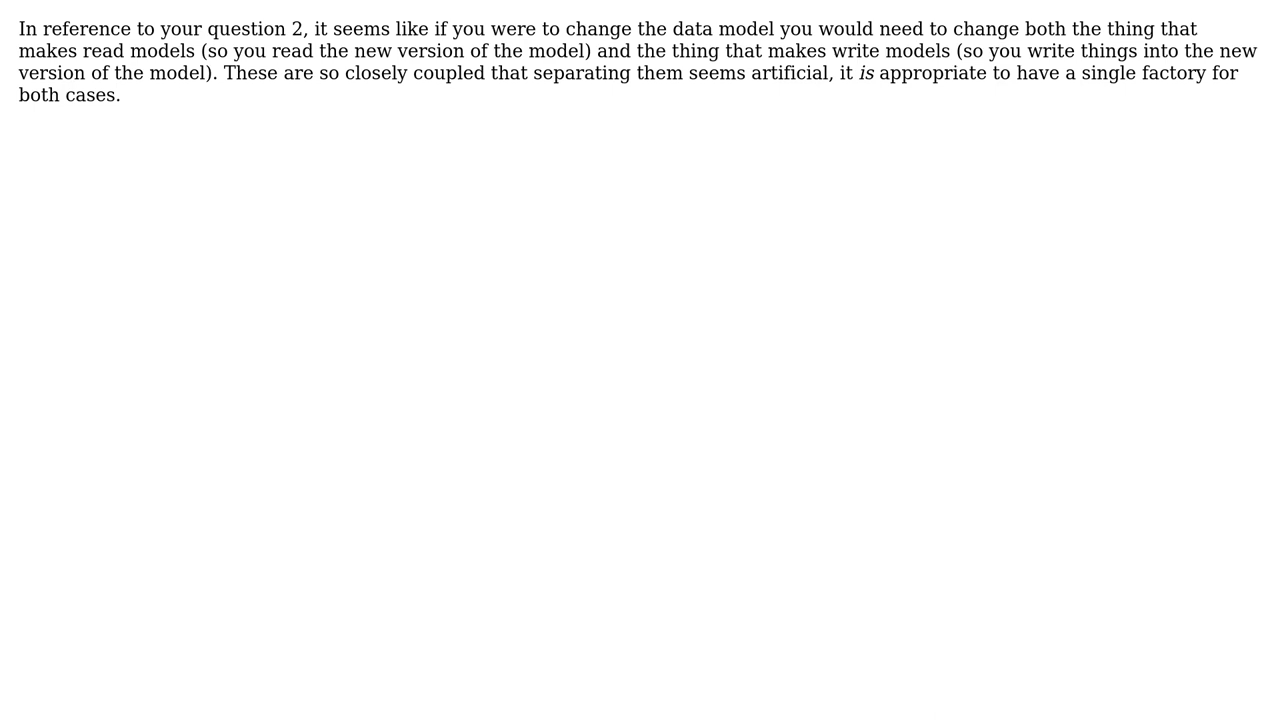 In reference to your question 2, it seems like if you were to change the data model you would need to change both the thing that
makes read models (so you read the new version of the model) and the thing that makes write models (so you write things into the new
version of the model). These are so closely coupled that separating them seems artificial, it is appropriate to have a single factory for
both cases.